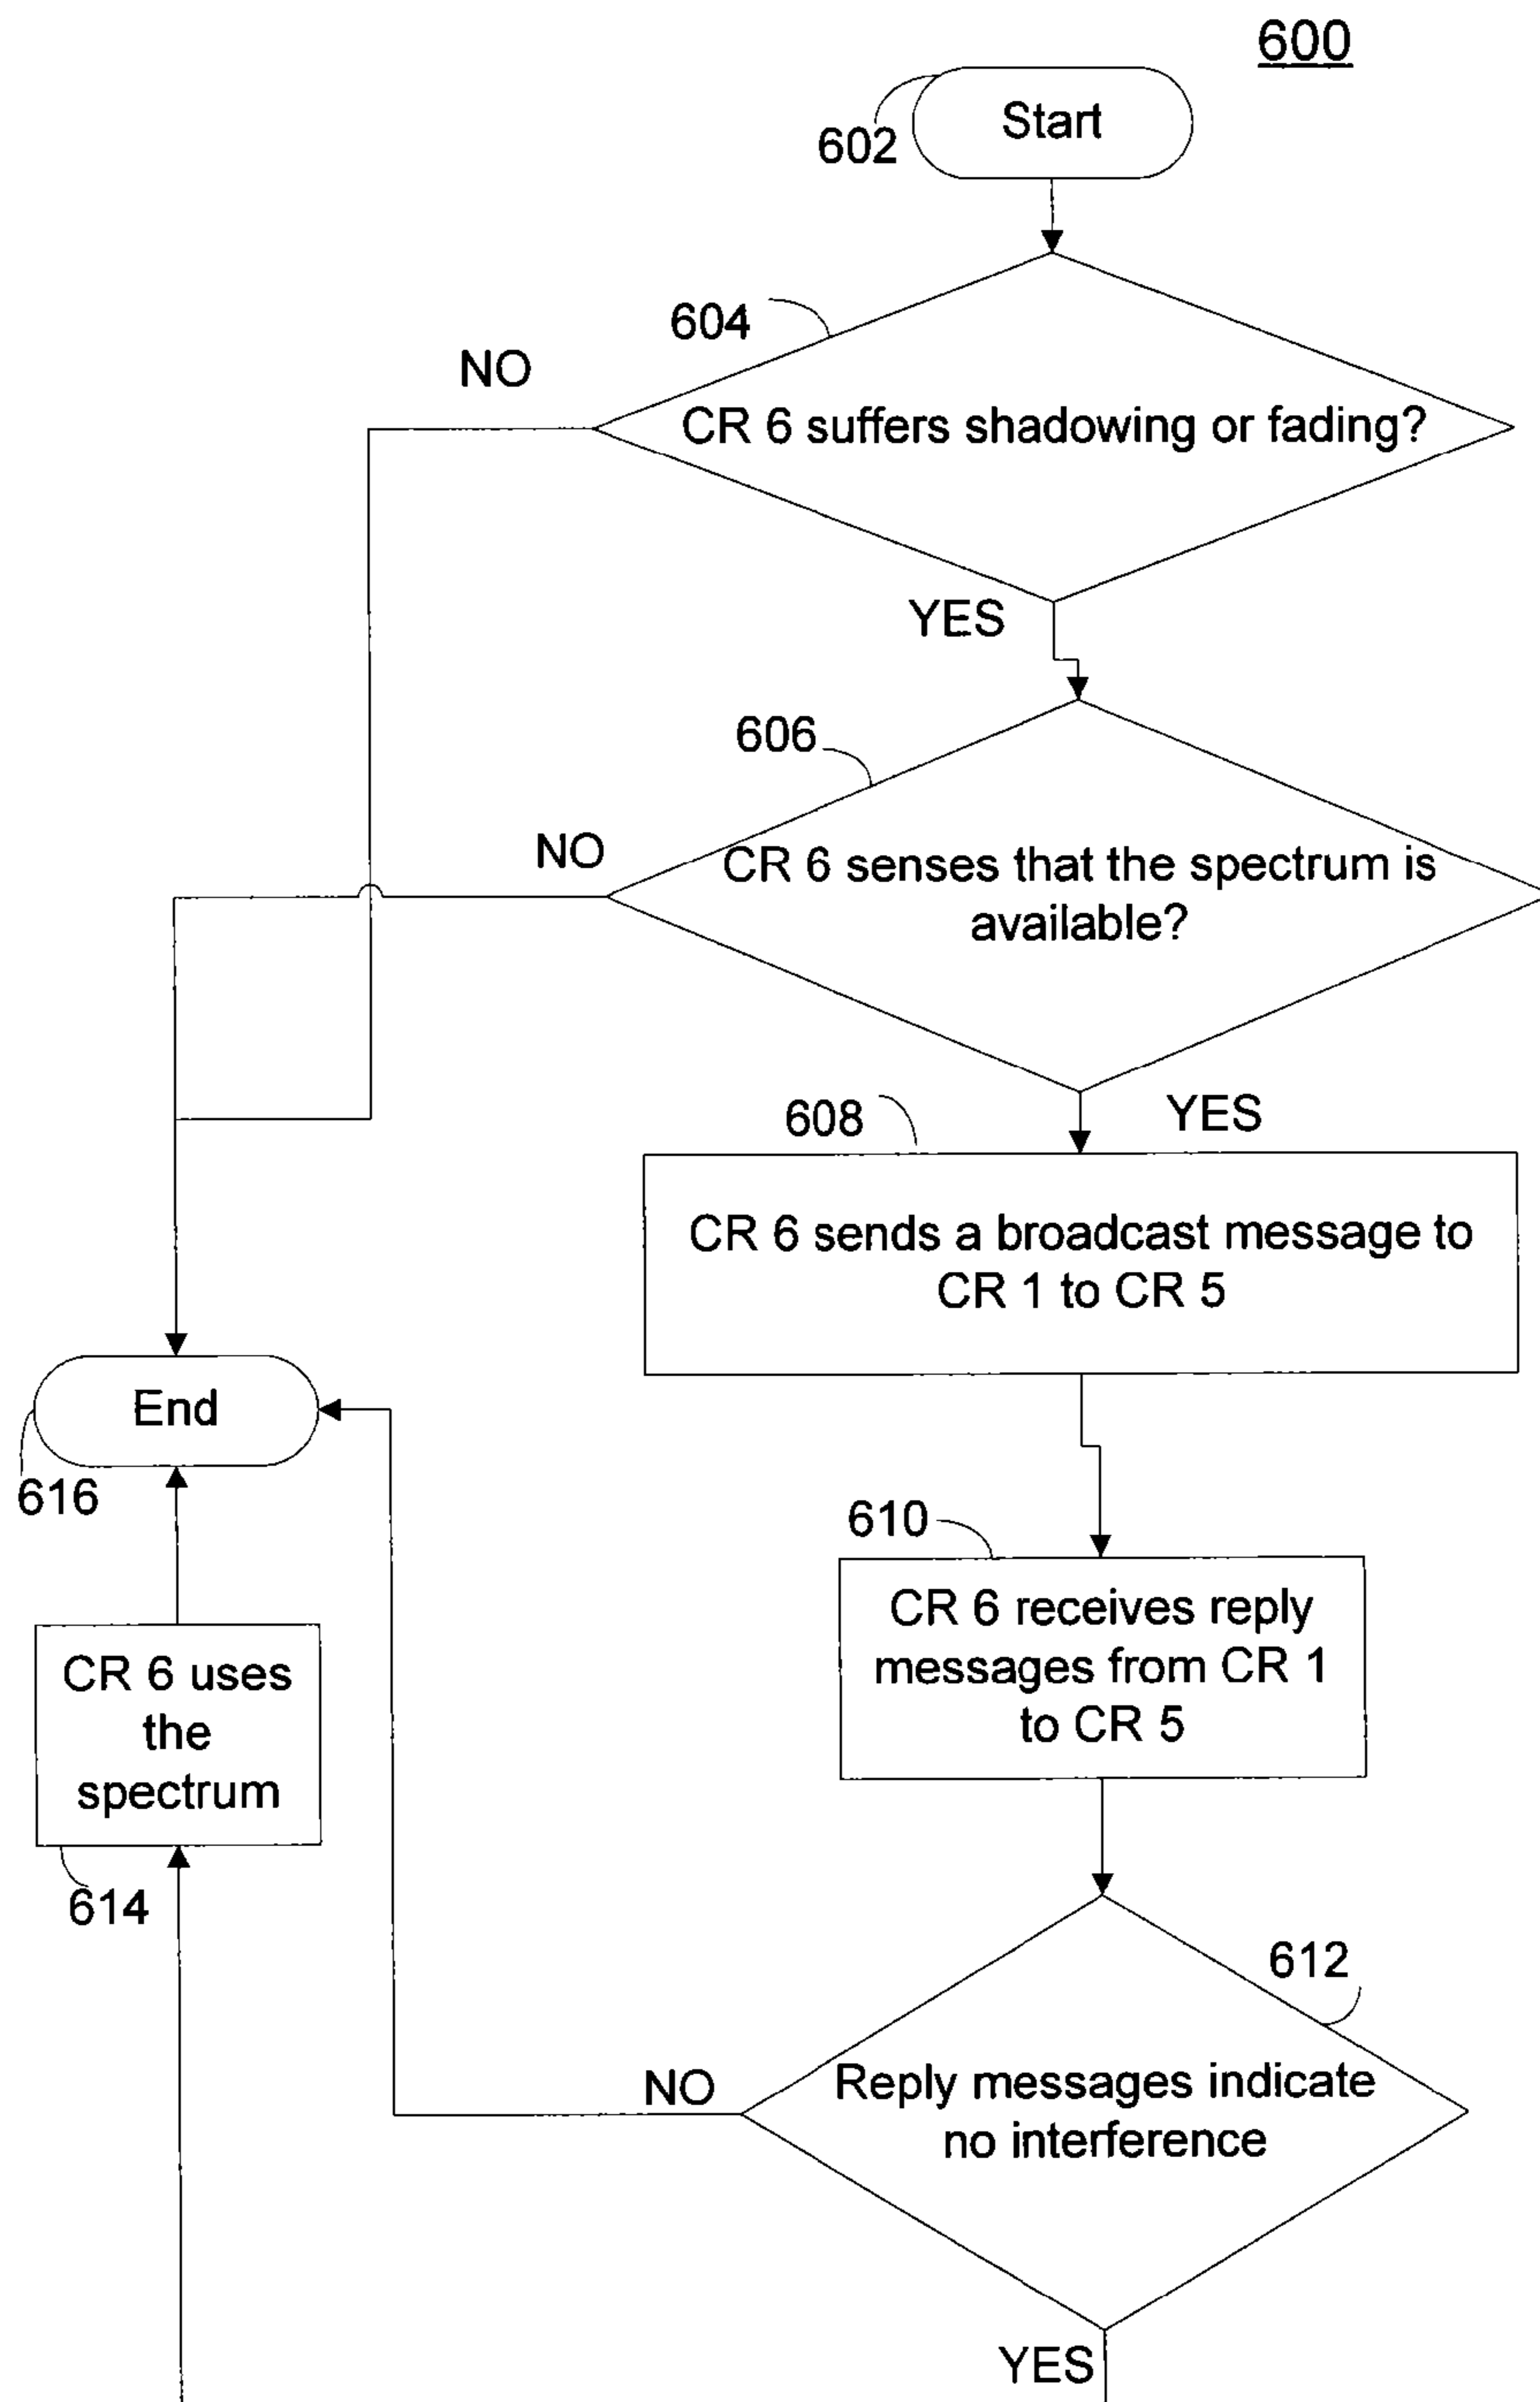 600
Start
602
604
NO
CR 6 suffers shadowing or fading?
YES
606
NO
CR 6 senses that the spectrum is
available?
608
YES
CR 6 sends a broadcast message to
CR 1 to CR 5
End
616
610
CR 6 receives reply
messages from CR 1
to CR 5
CR 6 uses
the
spectrum
614
612
NO
Reply messages indicate
no interference
YES